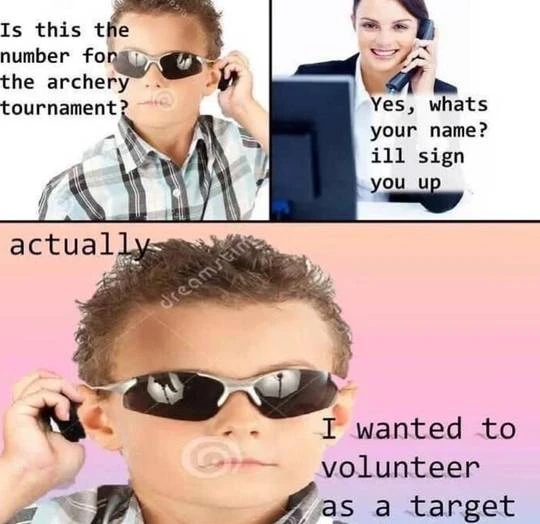 Is this the
number for
the archery
tournament?
Yes, whats
your name?
ill sign
you up
actually
dreamstime
I wanted to
volunteer
as a target